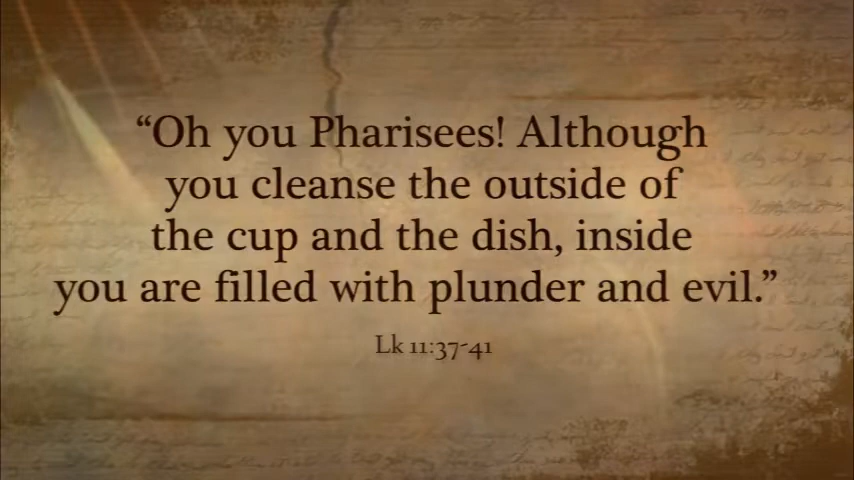 “Oh you Pharisees! Although
you cleanse the outside of
the cup and the dish, inside
you are filled with plunder and evil.”
Lk 11:37-41